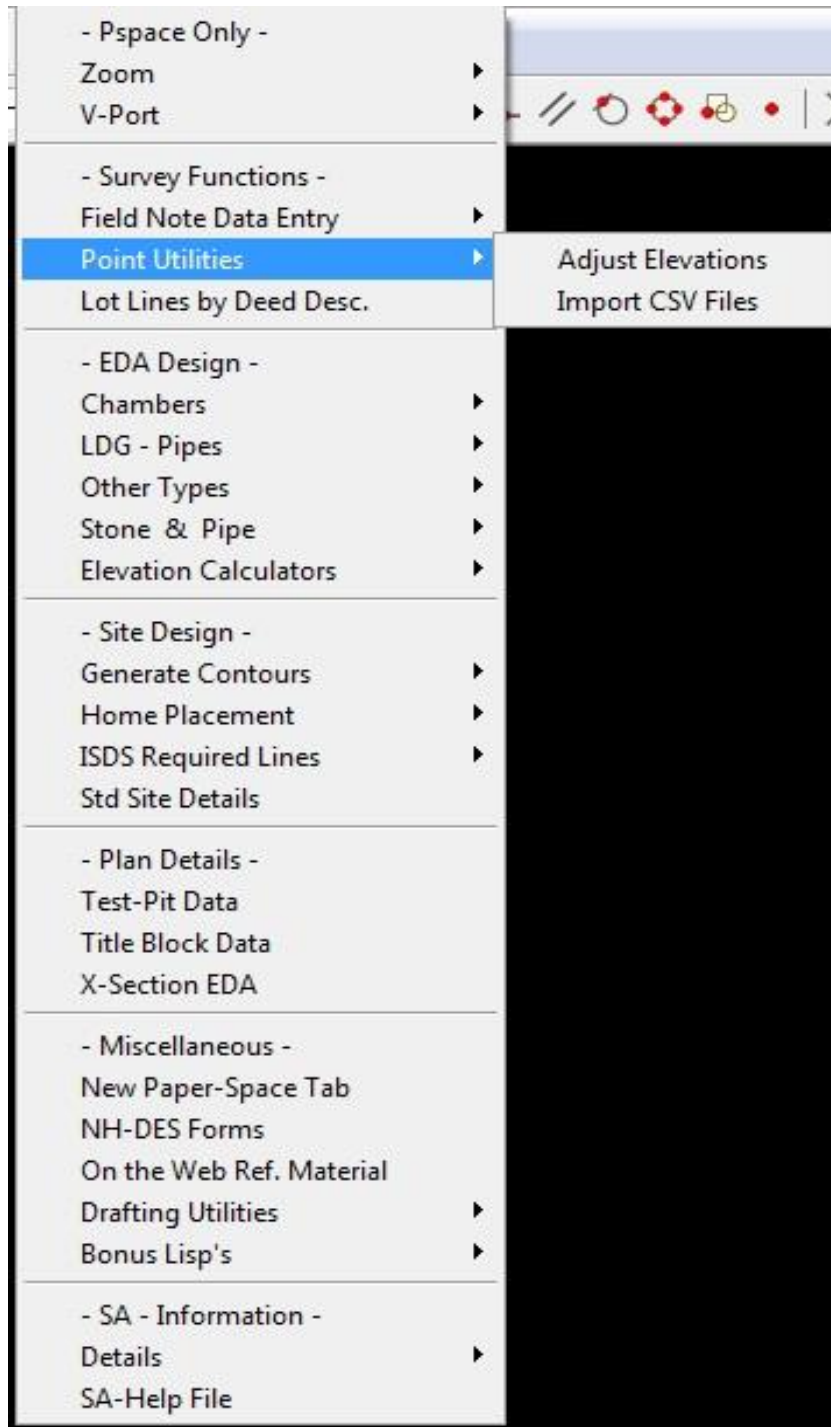 - Pspace Only -
Zoom
V-Port
- Survey Functions -
Field Note Data Entry
Point Utilities
Adjust Elevations
Import CSV Files
Lot Lines by Deed Desc.
- EDA Design -
Chambers
LDG - Pipes
Other Types
Stone & Pipe
Elevation Calculators
- Site Design -
Generate Contours
Home Placement
ISDS Required Lines
Std Site Details
- Plan Details -
Test-Pit Data
Title Block Data
X-Section EDA
- Miscellaneous -
New Paper-Space Tab
NH-DES Forms
On the Web Ref. Material
Drafting Utilities
Bonus Lisp's
- SA - Information -
Details
SA-Help File